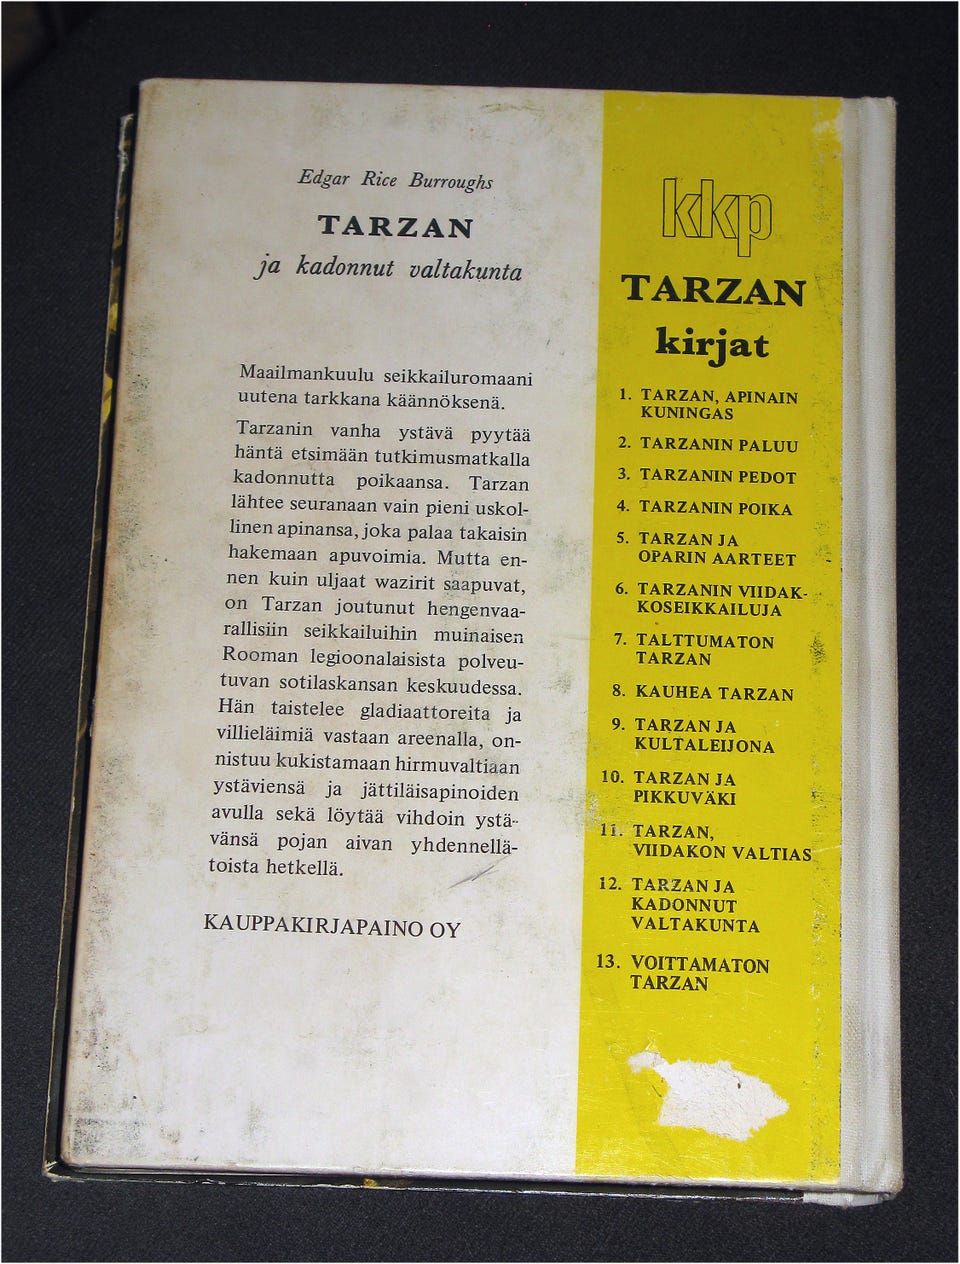 Edgar Rice Burroughs
TARZAN
ja kadonnut valtakunta
Maailmankuulu seikkailuromaani
uutena tarkkana käännöksenä.
Tarzanin vanha ystävä pyytää
häntä etsimään tutkimusmatkalla
kadonnutta poikaansa. Tarzan
lähtee seuranaan vain pieni uskol-
linen apinansa, joka palaa takaisin
hakemaan apuvoimia. Mutta en-
nen kuin uljaat wazirit saapuvat,
on Tarzan joutunut hengenvaa-
rallisiin seikkailuihin muinaisen
Rooman legioonalaisista polveu-
tuvan sotilaskansan keskuudessa.
Hän taistelee gladiaattoreita ja
villieläimiä vastaan areenalla, on-
nistuu kukistamaan hirmuvaltiaan
ystäviensä ja jättiläisapinoiden
avulla sekä löytää vihdoin ystä-
vänsä pojan aivan yhdennellä-
toista hetkellä.
KAUPPAKIRJAPAINO OY
kkp
TARZAN
kirjat
1. TARZAN, APINAIN
KUNINGAS
2. TARZANIN PALUU
3. TARZANIN PEDOT
4. TARZANIN POIKA
5. TARZAN JA
OPARIN AARTEET
6. TARZANIN VIIDAK-
KOSEIKKAILUJA
7. TALTTUMATON
TARZAN
8. KAUHEA TARZAN
9. TARZAN JA
KULTALEIJONA
10. TARZAN JA
PIKKUVÄKI
11. TARZAN,
VIIDAKON VALTIAS
12. TARZAN JA
KADONNUT
VALTAKUNTA
13. VOITTAMATON
TARZAN